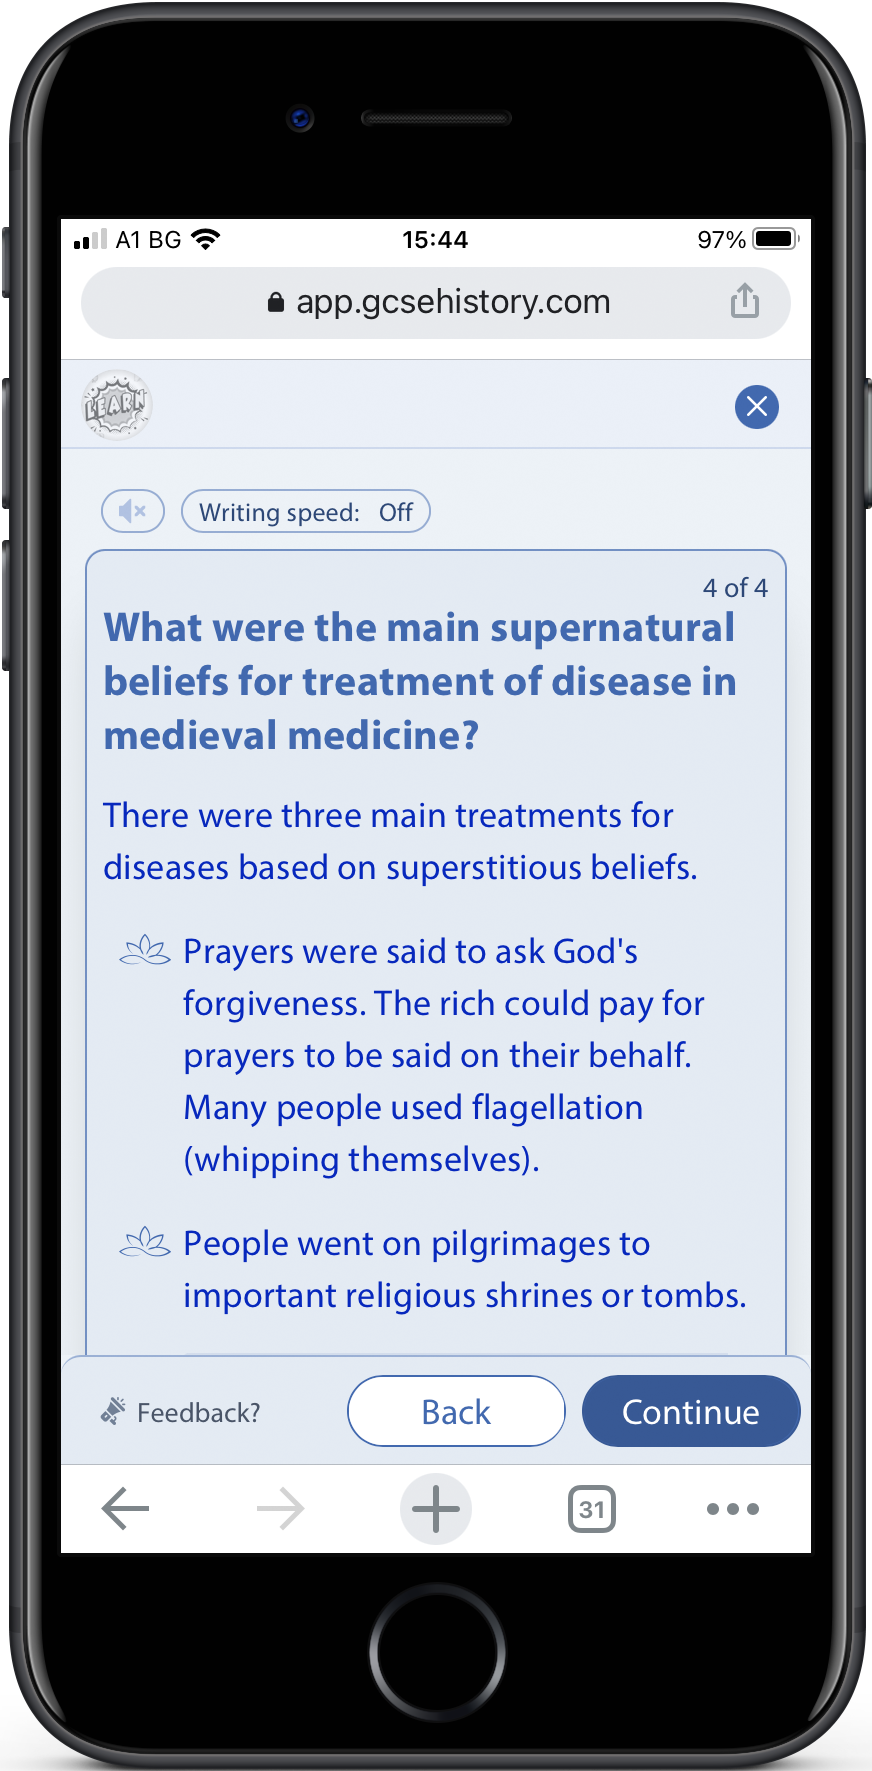 A1 BG 15:44 97%
app.gcsehistory.com
LEARN
Writing speed: Off
4 of 4
What were the main supernatural
beliefs for treatment of disease in
medieval medicine?
There were three main treatments for
diseases based on superstitious beliefs.
Prayers were said to ask God's
forgiveness. The rich could pay for
prayers to be said on their behalf.
Many people used flagellation
(whipping themselves).
People went on pilgrimages to
important religious shrines or tombs.
Feedback? Back Continue
31